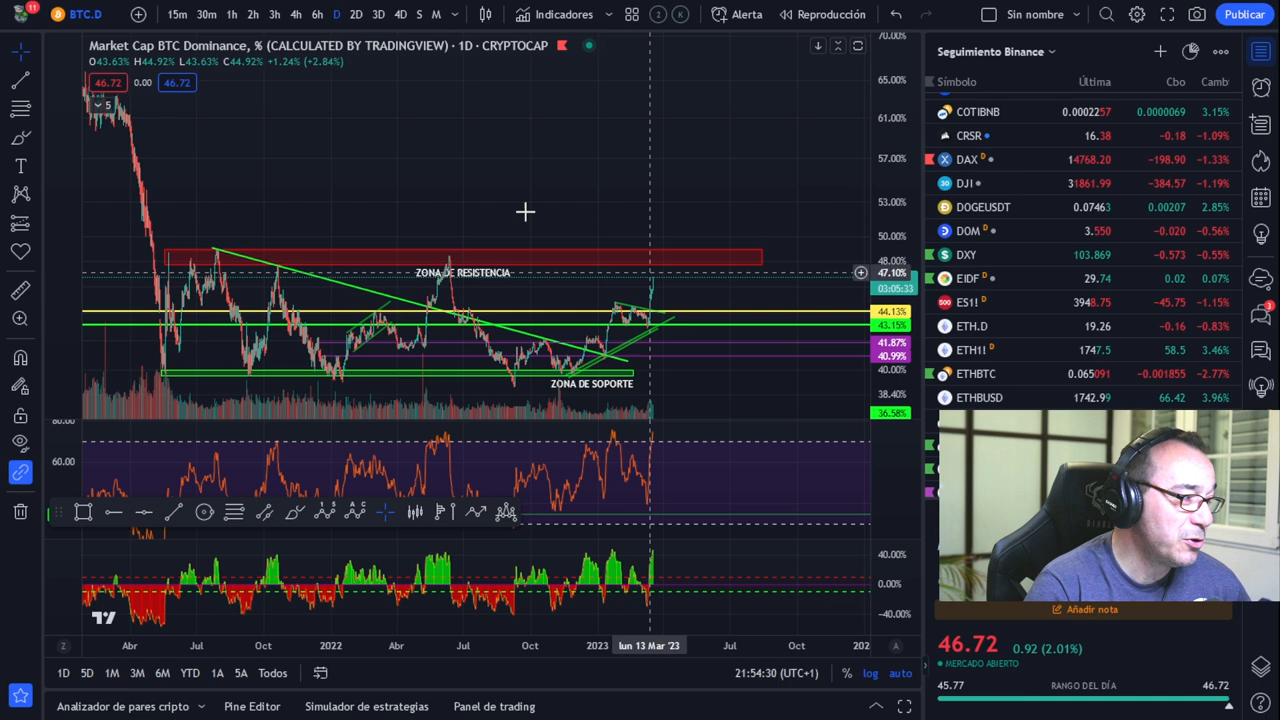 11
BTC.D
15m 30m 1h 2h 3h 4h 6h D 2D 3D 4D S M
Indicadores
2 K
Alerta
Reproducción
Sin nombre
Publicar
Market Cap BTC Dominance, % (CALCULATED BY TRADINGVIEW) · 1D · CRYPTOCAP
O43.63% H44.92% L43.63% C44.92% +1.24% (+2.84%)
46.72 0.00 46.72
5
70.00%
65.00%
61.00%
57.00%
53.00%
50.00%
48.00%
47.10%
03:05:33
44.13%
43.15%
41.87%
40.99%
40.00%
38.40%
36.58%
ZONA DE RESISTENCIA
ZONA DE SOPORTE
80.00
60.00
40.00%
0.00%
-40.00%
Z
Abr Jul Oct 2022 Abr Jul Oct 2023 lun 13 Mar '23 Jul Oct 202
A
1D 5D 1M 3M 6M YTD 1A 5A Todos
21:54:30 (UTC+1) % log auto
Analizador de pares cripto Pine Editor Simulador de estrategias Panel de trading
Seguimiento Binance
Símbolo Última Cbo Camb
COTIBNB 0.0002257 0.0000069 3.15%
CRSR 16.38 −0.18 −1.09%
DAX D 14768.20 −198.90 −1.33%
DJI 31861.99 −384.57 −1.19%
DOGEUSDT 0.07463 0.00207 2.85%
DOM D 3.550 −0.020 −0.56%
DXY 103.869 −0.573 −0.55%
EIDF D 29.74 0.02 0.07%
ES1! D 3948.75 −45.75 −1.15%
ETH.D 19.26 −0.16 −0.83%
ETH1! D 1747.5 58.5 3.46%
ETHBTC 0.065091 −0.001855 −2.77%
ETHBUSD 1742.99 66.42 3.96%
3
Añadir nota
46.72 0.92 (2.01%)
MERCADO ABIERTO
45.77 RANGO DEL DÍA 46.72